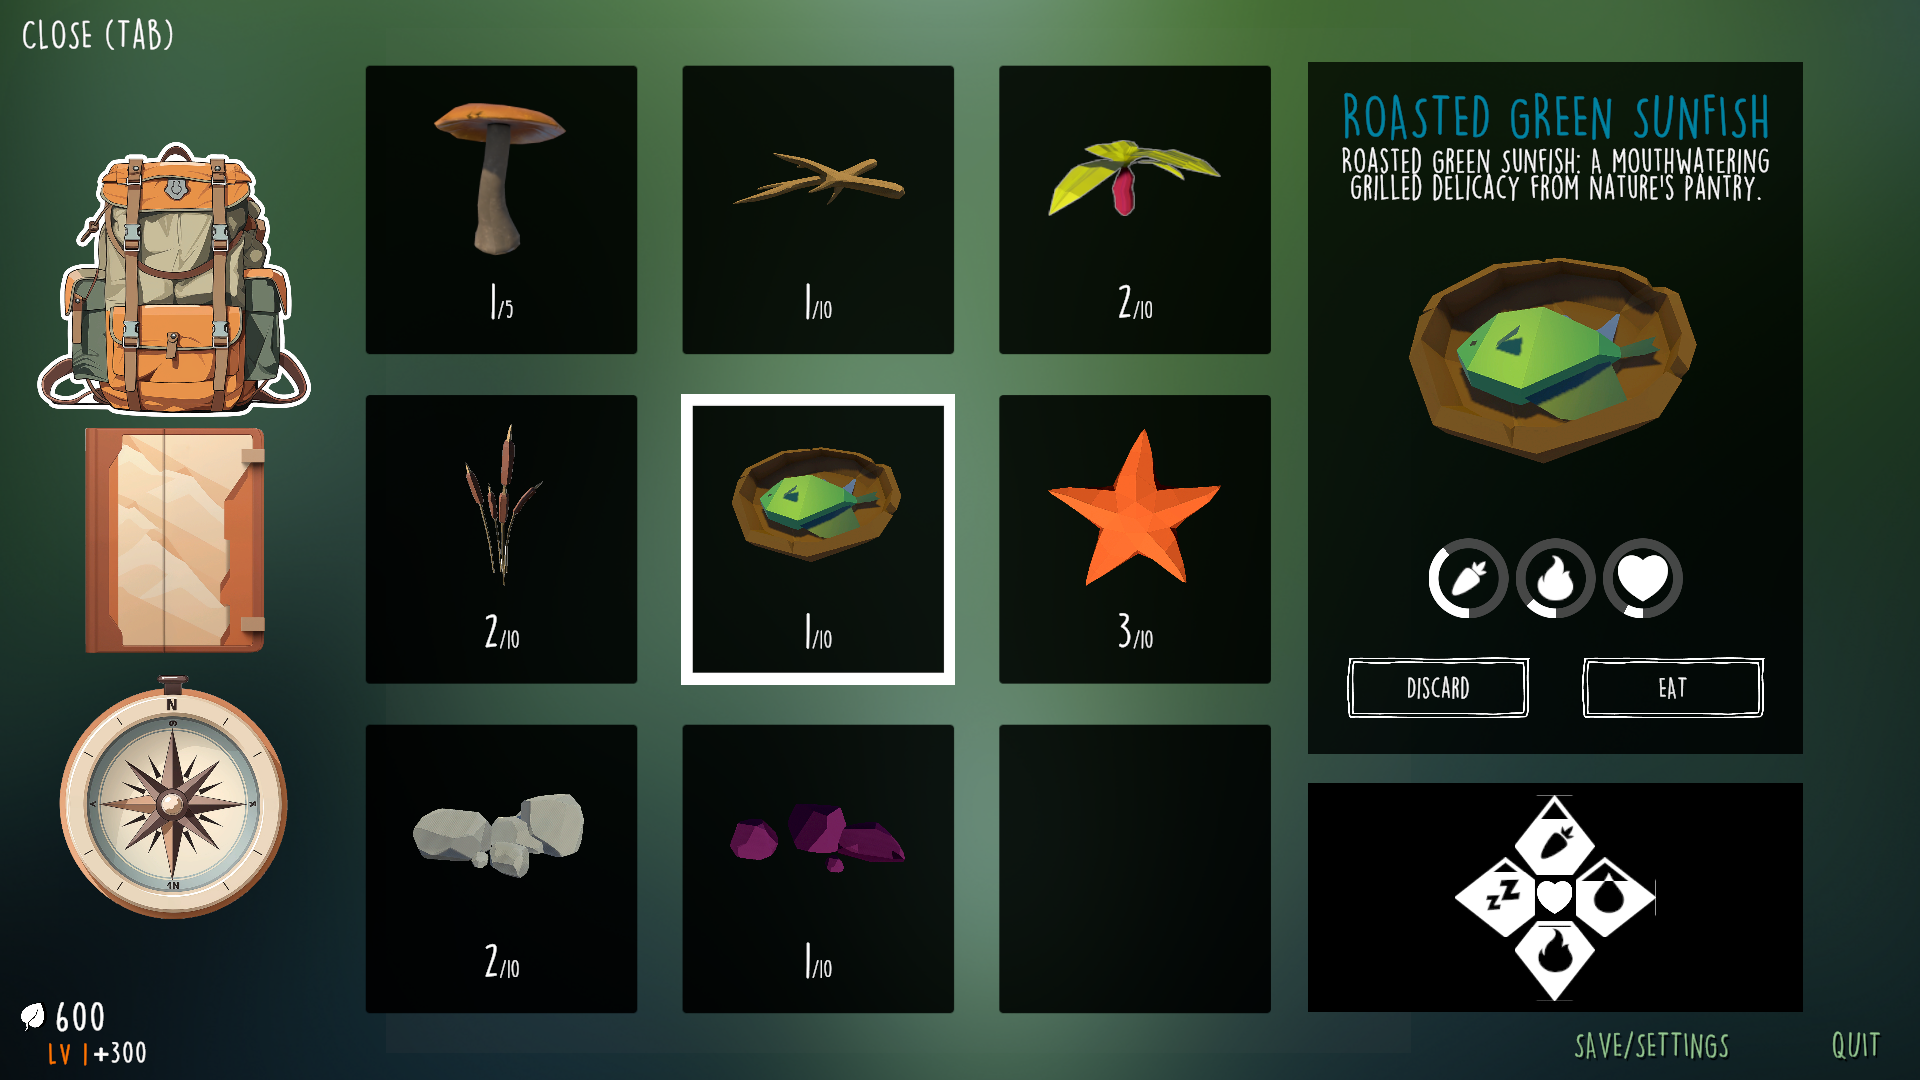 CLOSE (TAB)
1/5
1/10
2/10
2/10
1/10
3/10
2/10
1/10
ROASTED GREEN SUNFISH
ROASTED GREEN SUNFISH: A MOUTHWATERING
GRILLED DELICACY FROM NATURE'S PANTRY.
DISCARD
EAT
N
zzz
600
LV 1+300
SAVE/SETTINGS
QUIT